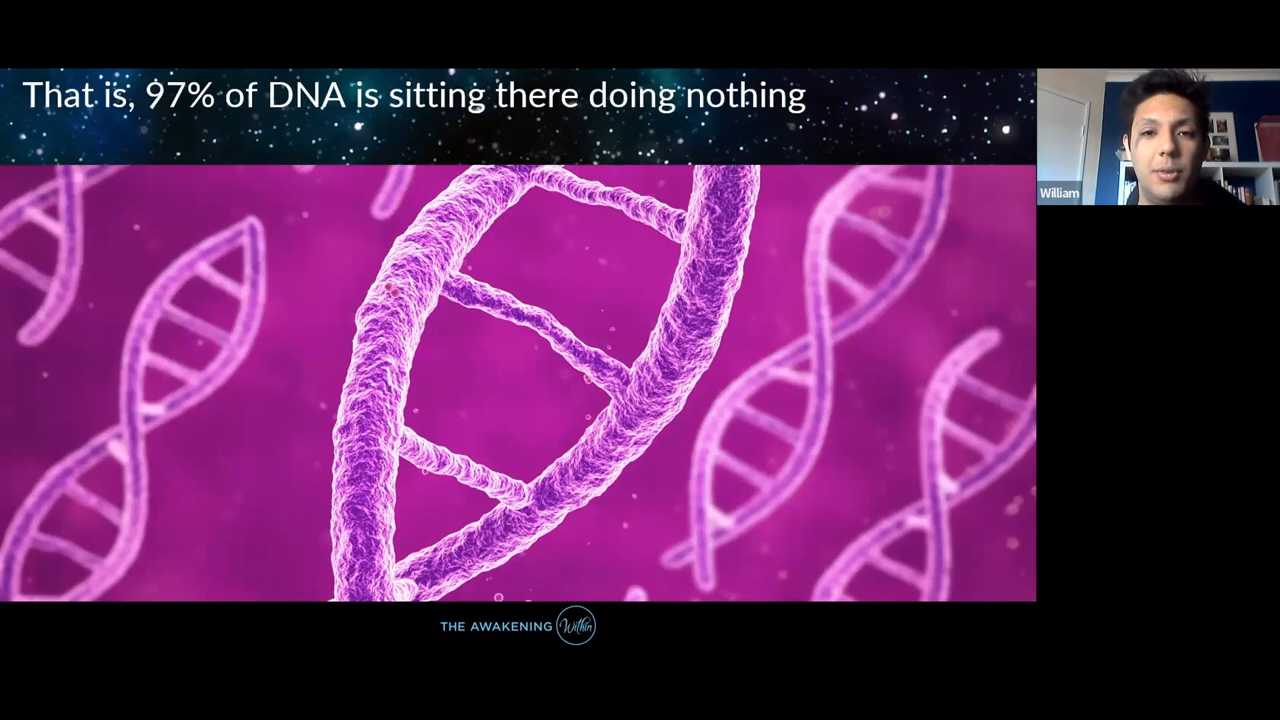 That is, 97% of DNA is sitting there doing nothing
William
THE AWAKENING Within